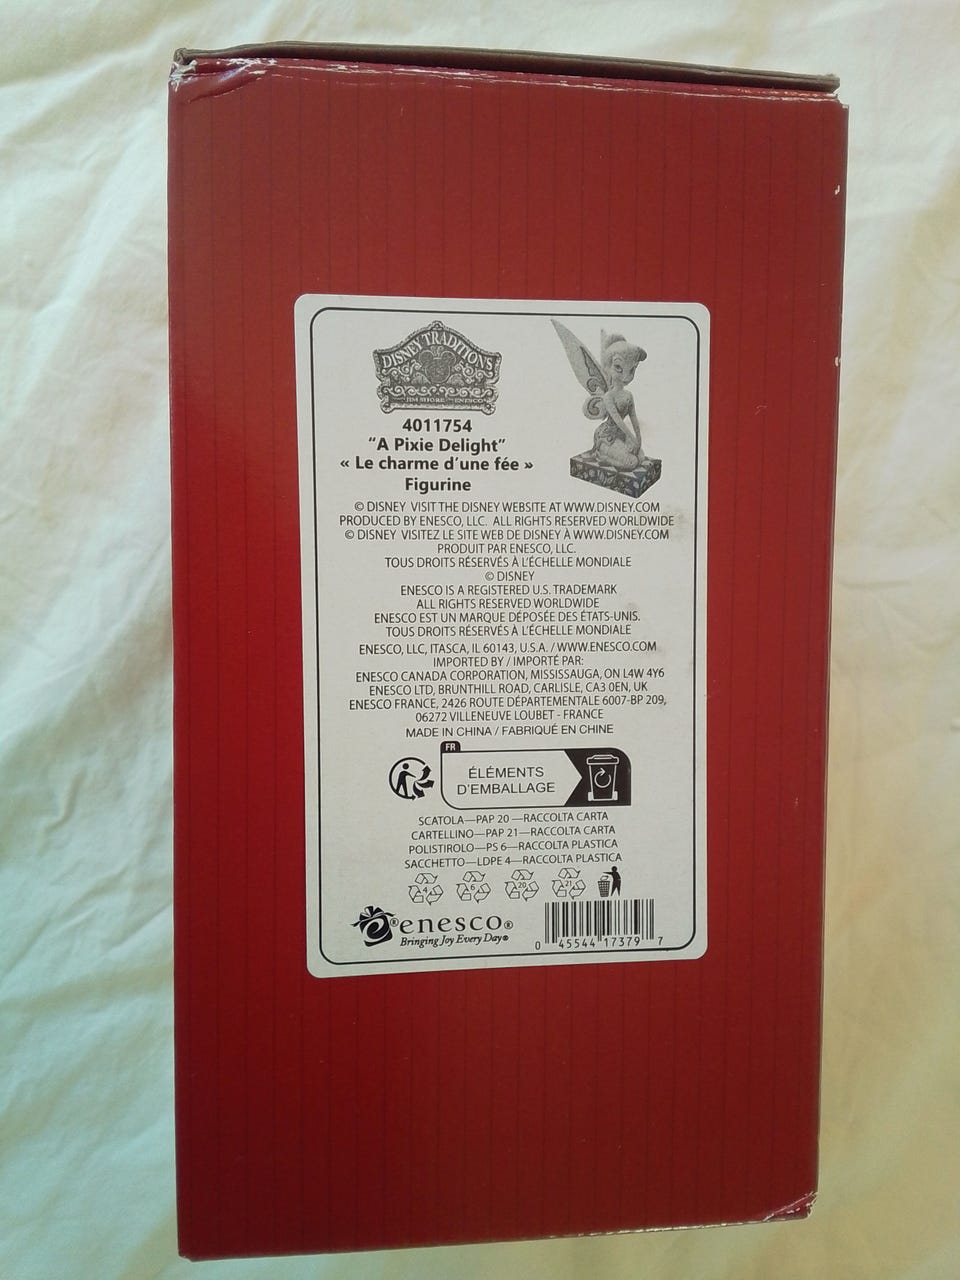 DISNEY TRADITIONS
JIM SHORE ENESCO
4011754
“A Pixie Delight”
« Le charme d’une fée »
Figurine
© DISNEY VISIT THE DISNEY WEBSITE AT WWW.DISNEY.COM
PRODUCED BY ENESCO, LLC. ALL RIGHTS RESERVED WORLDWIDE
© DISNEY VISITEZ LE SITE WEB DE DISNEY À WWW.DISNEY.COM
PRODUIT PAR ENESCO, LLC.
TOUS DROITS RÉSERVÉS À L’ÉCHELLE MONDIALE
© DISNEY
ENESCO IS A REGISTERED U.S. TRADEMARK
ALL RIGHTS RESERVED WORLDWIDE
ENESCO EST UN MARQUE DÉPOSÉE DES ÉTATS-UNIS.
TOUS DROITS RÉSERVÉS À L’ÉCHELLE MONDIALE
ENESCO, LLC, ITASCA, IL 60143, U.S.A. / WWW.ENESCO.COM
IMPORTED BY / IMPORTÉ PAR:
ENESCO CANADA CORPORATION, MISSISSAUGA, ON L4W 4Y6
ENESCO LTD, BRUNTHILL ROAD, CARLISLE, CA3 0EN, UK
ENESCO FRANCE, 2426 ROUTE DÉPARTEMENTALE 6007-BP 209,
06272 VILLENEUVE LOUBET - FRANCE
MADE IN CHINA / FABRIQUÉ EN CHINE
FR
ÉLÉMENTS
D’EMBALLAGE
SCATOLA—PAP 20 —RACCOLTA CARTA
CARTELLINO—PAP 21—RACCOLTA CARTA
POLISTIROLO—PS 6—RACCOLTA PLASTICA
SACCHETTO—LDPE 4—RACCOLTA PLASTICA
4 6 20 21
enesco®
Bringing Joy Every Day®
0 45544 17379 7